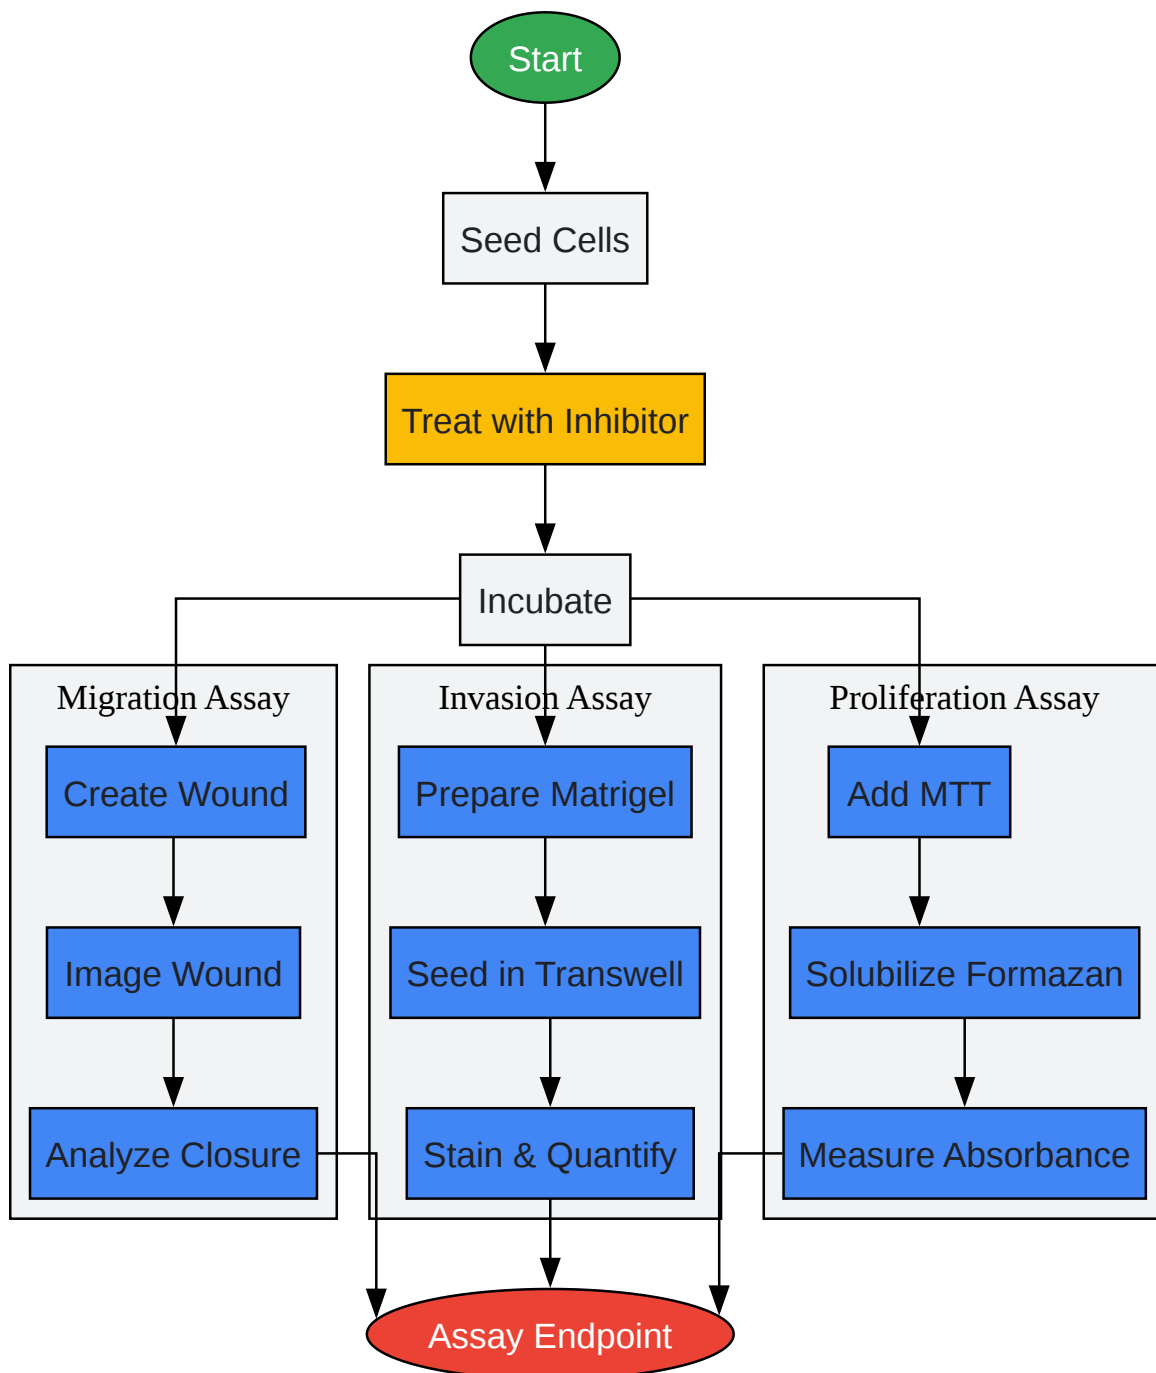 Start
Seed Cells
Treat with Inhibitor
Incubate
Migration Assay
Create Wound
Image Wound
Analyze Closure
Invasion Assay
Prepare Matrigel
Seed in Transwell
Stain & Quantify
Proliferation Assay
Add MTT
Solubilize Formazan
Measure Absorbance
Assay Endpoint